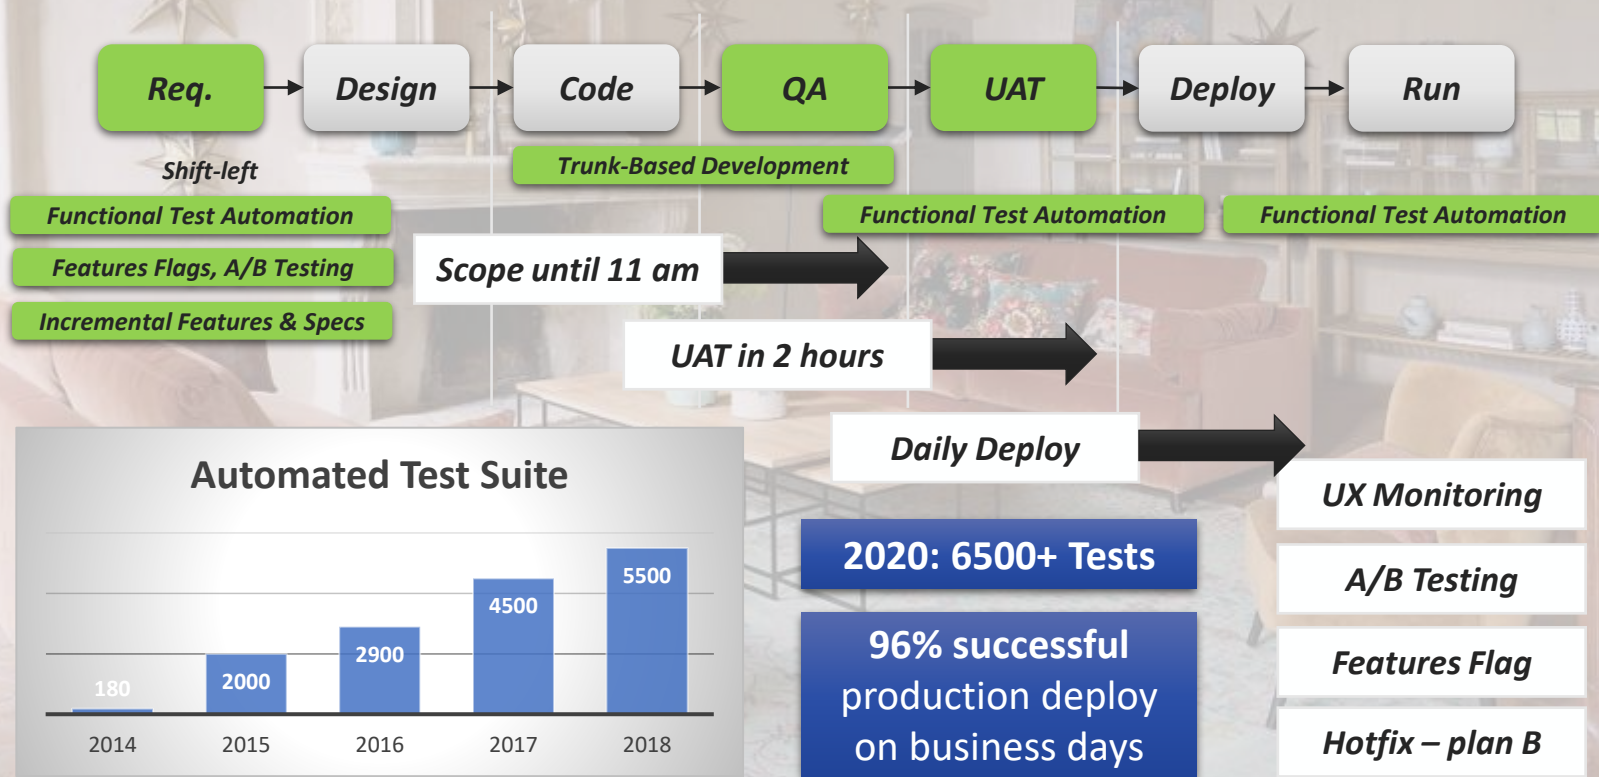 Req.
Design
Code
QA
UAT
Deploy
Run
Shift-left
Trunk-Based Development
Functional Test Automation
Functional Test Automation
Functional Test Automation
Features Flags, A/B Testing
Incremental Features & Specs
Scope until 11 am
UAT in 2 hours
Daily Deploy
UX Monitoring
A/B Testing
Features Flag
Hotfix – plan B
Automated Test Suite
180
2000
2900
4500
5500
2014
2015
2016
2017
2018
2020: 6500+ Tests
96% successful
production deploy
on business days